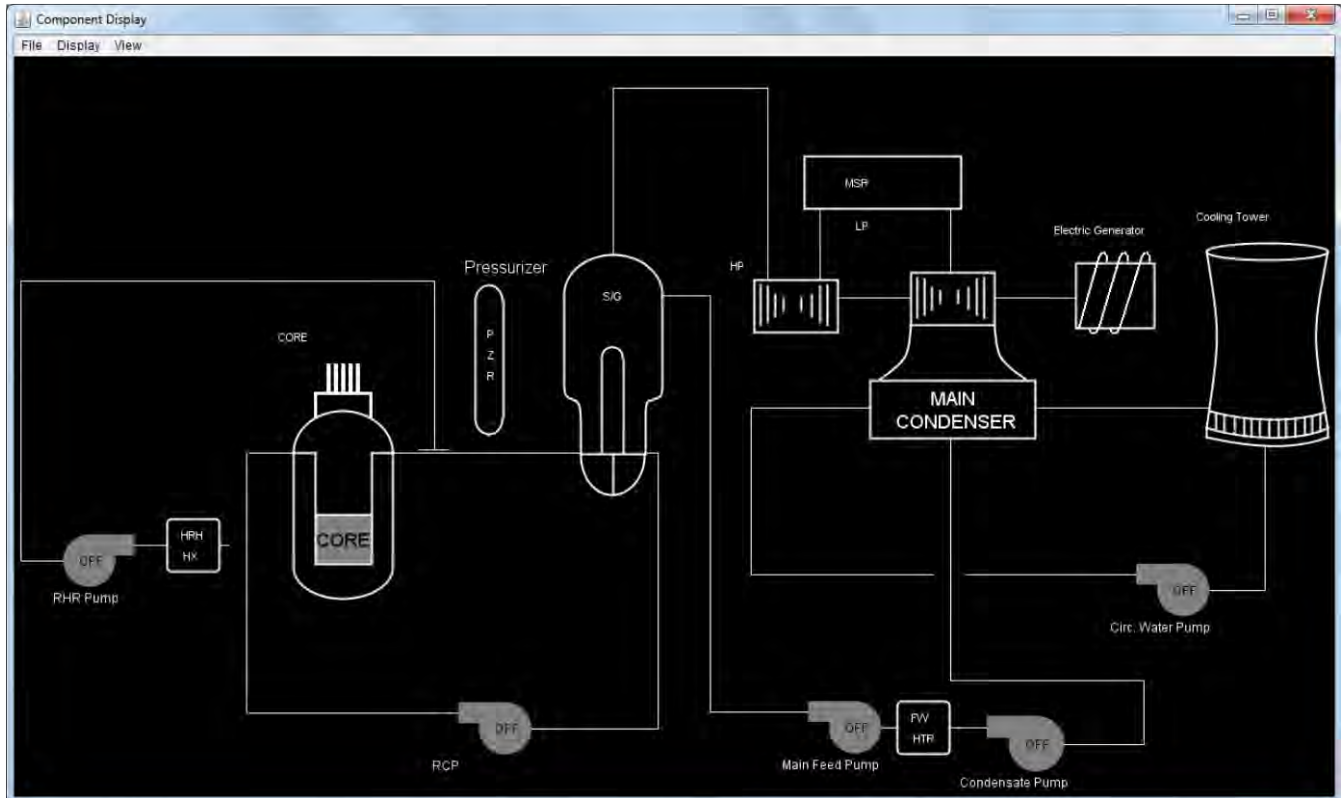 Component Display
File Display View
MSR
Cooling Tower
LP
Electric Generator
HP
Pressurizer
S/G
P
Z
R
CORE
MAIN
CONDENSER
CORE
HRH
HX
OFF
RHR Pump
OFF
Circ. Water Pump
OFF
RCP
OFF
Main Feed Pump
FW
HTR
OFF
Condensate Pump